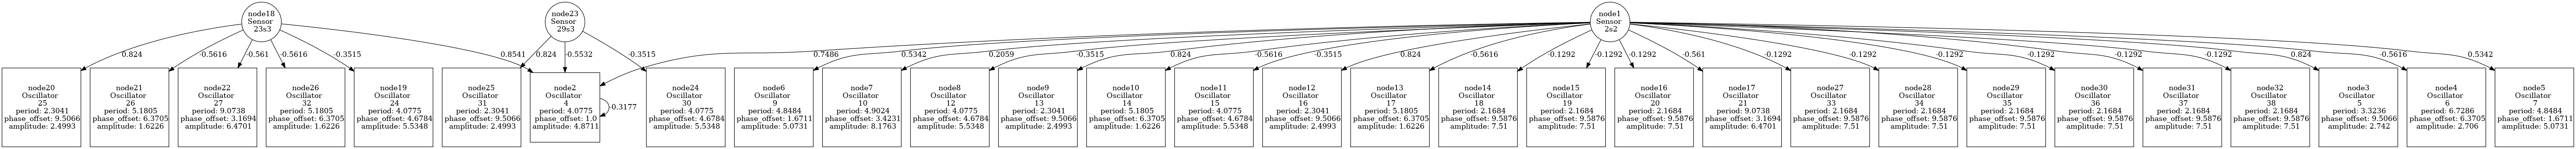 node18
Sensor
23s3
node23
Sensor
29s3
node1
Sensor
2s2
0.824
-0.5616
-0.561
-0.5616
-0.3515
0.8541
0.824
-0.5532
-0.3515
0.7486
0.5342
0.2059
-0.3515
0.824
-0.5616
-0.3515
0.824
-0.5616
-0.1292
-0.1292
-0.1292
-0.561
-0.1292
-0.1292
-0.1292
-0.1292
-0.1292
-0.1292
0.824
-0.5616
0.5342
node20
Oscillator
25
period: 2.3041
phase_offset: 9.5066
amplitude: 2.4993
node21
Oscillator
26
period: 5.1805
phase_offset: 6.3705
amplitude: 1.6226
node22
Oscillator
27
period: 9.0738
phase_offset: 3.1694
amplitude: 6.4701
node26
Oscillator
32
period: 5.1805
phase_offset: 6.3705
amplitude: 1.6226
node19
Oscillator
24
period: 4.0775
phase_offset: 4.6784
amplitude: 5.5348
node25
Oscillator
31
period: 2.3041
phase_offset: 9.5066
amplitude: 2.4993
node2
Oscillator
4
period: 4.0775
phase_offset: 1.0
amplitude: 4.8711
-0.3177
node24
Oscillator
30
period: 4.0775
phase_offset: 4.6784
amplitude: 5.5348
node6
Oscillator
9
period: 4.8484
phase_offset: 1.6711
amplitude: 5.0731
node7
Oscillator
10
period: 4.9024
phase_offset: 3.4231
amplitude: 8.1763
node8
Oscillator
12
period: 4.0775
phase_offset: 4.6784
amplitude: 5.5348
node9
Oscillator
13
period: 2.3041
phase_offset: 9.5066
amplitude: 2.4993
node10
Oscillator
14
period: 5.1805
phase_offset: 6.3705
amplitude: 1.6226
node11
Oscillator
15
period: 4.0775
phase_offset: 4.6784
amplitude: 5.5348
node12
Oscillator
16
period: 2.3041
phase_offset: 9.5066
amplitude: 2.4993
node13
Oscillator
17
period: 5.1805
phase_offset: 6.3705
amplitude: 1.6226
node14
Oscillator
18
period: 2.1684
phase_offset: 9.5876
amplitude: 7.51
node15
Oscillator
19
period: 2.1684
phase_offset: 9.5876
amplitude: 7.51
node16
Oscillator
20
period: 2.1684
phase_offset: 9.5876
amplitude: 7.51
node17
Oscillator
21
period: 9.0738
phase_offset: 3.1694
amplitude: 6.4701
node27
Oscillator
33
period: 2.1684
phase_offset: 9.5876
amplitude: 7.51
node28
Oscillator
34
period: 2.1684
phase_offset: 9.5876
amplitude: 7.51
node29
Oscillator
35
period: 2.1684
phase_offset: 9.5876
amplitude: 7.51
node30
Oscillator
36
period: 2.1684
phase_offset: 9.5876
amplitude: 7.51
node31
Oscillator
37
period: 2.1684
phase_offset: 9.5876
amplitude: 7.51
node32
Oscillator
38
period: 2.1684
phase_offset: 9.5876
amplitude: 7.51
node3
Oscillator
5
period: 3.3236
phase_offset: 9.5066
amplitude: 2.742
node4
Oscillator
6
period: 6.7286
phase_offset: 6.3705
amplitude: 2.706
node5
Oscillator
7
period: 4.8484
phase_offset: 1.6711
amplitude: 5.0731